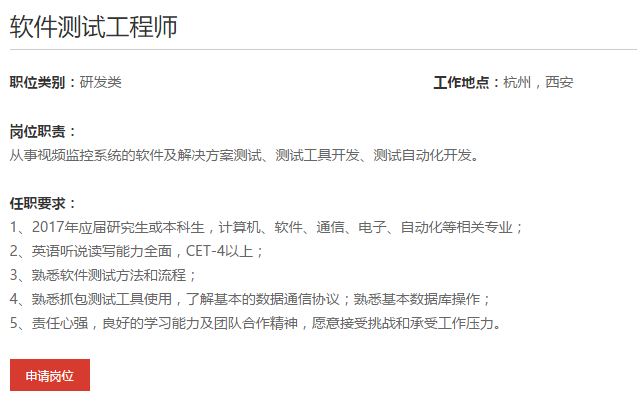 软件测试工程师
职位类别：研发类
工作地点：杭州，西安
岗位职责：
从事视频监控系统的软件及解决方案测试、测试工具开发、测试自动化开发。
任职要求：
1、2017年应届研究生或本科生，计算机、软件、通信、电子、自动化等相关专业；
2、英语听说读写能力全面，CET-4以上；
3、熟悉软件测试方法和流程；
4、熟悉抓包测试工具使用，了解基本的数据通信协议；熟悉基本数据库操作；
5、责任心强，良好的学习能力及团队合作精神，愿意接受挑战和承受工作压力。
申请岗位